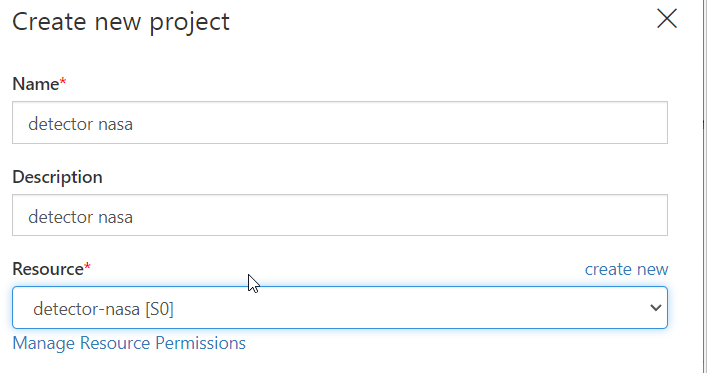 Create new project
Name*
detector nasa
Description
detector nasa
Resource* create new
detector-nasa [S0]
Manage Resource Permissions